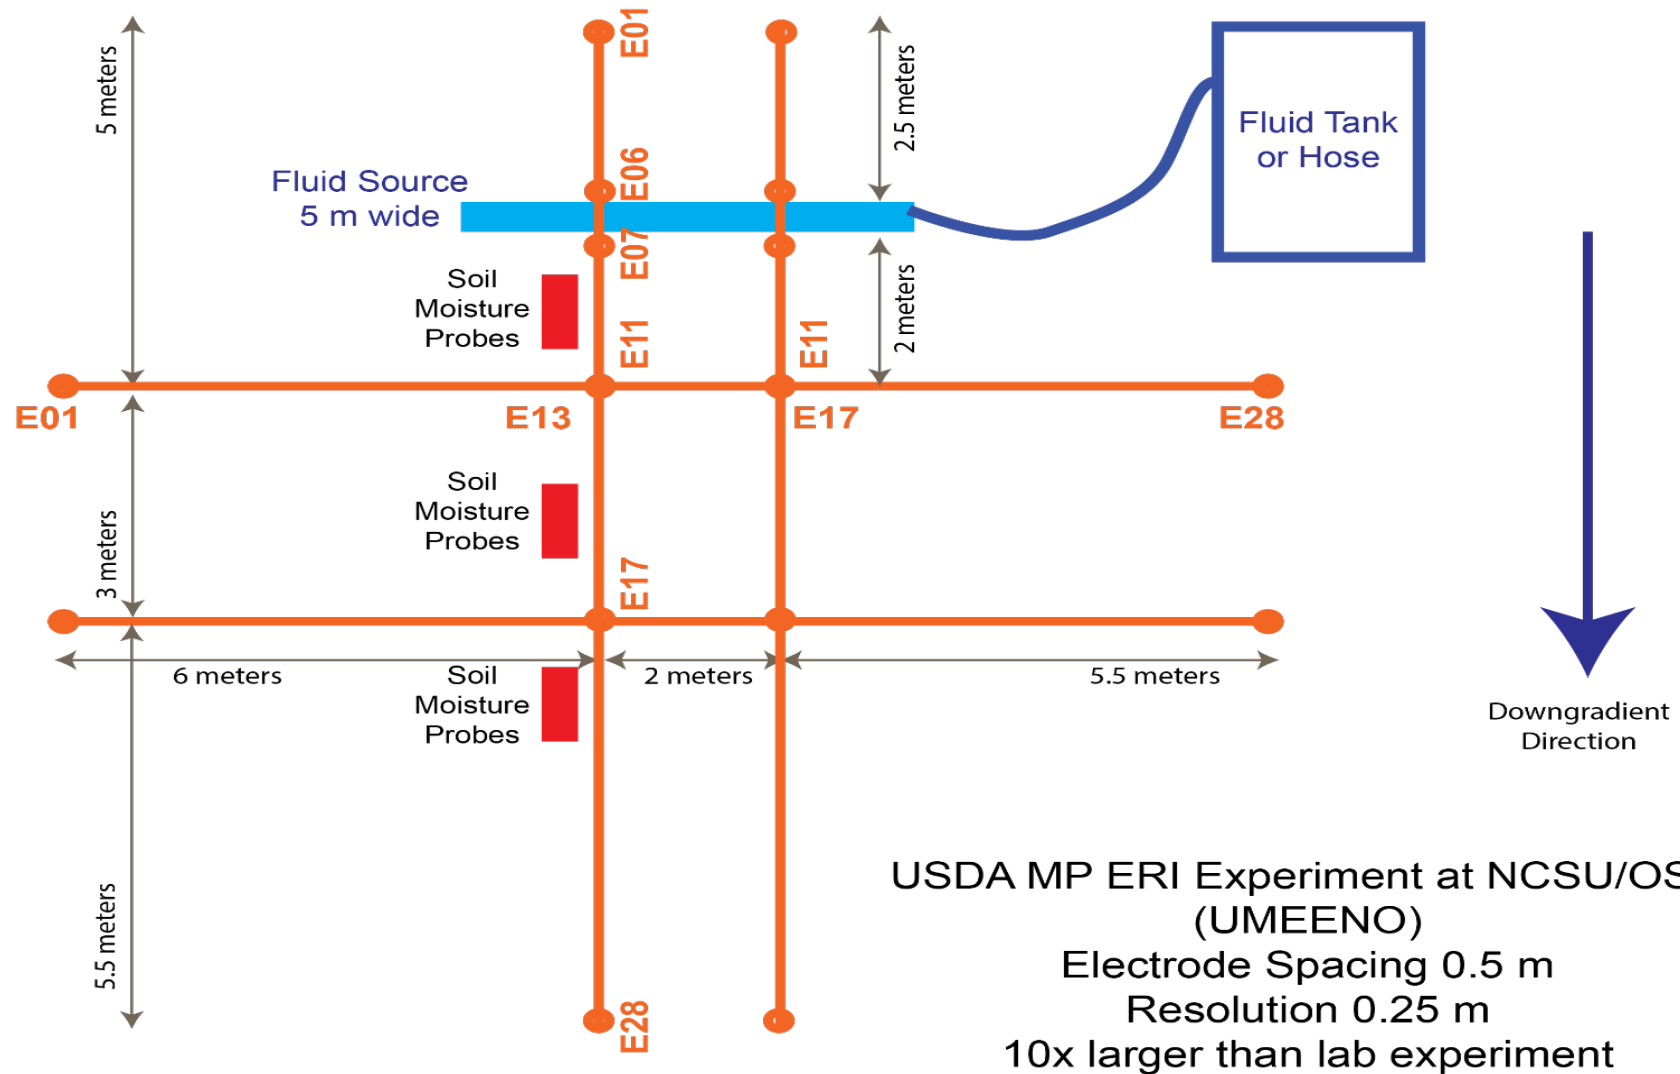 E01
5 meters
2.5 meters
Fluid Tank
or Hose
E06
Fluid Source
5 m wide
E07
Soil
Moisture
Probes
2 meters
E11
E11
E01
E13
E17
E28
Soil
Moisture
Probes
3 meters
E17
6 meters
2 meters
5.5 meters
Soil
Moisture
Probes
Downgradient
Direction
5.5 meters
E28
USDA MP ERI Experiment at NCSU/OS
(UMEENO)
Electrode Spacing 0.5 m
Resolution 0.25 m
10x larger than lab experiment